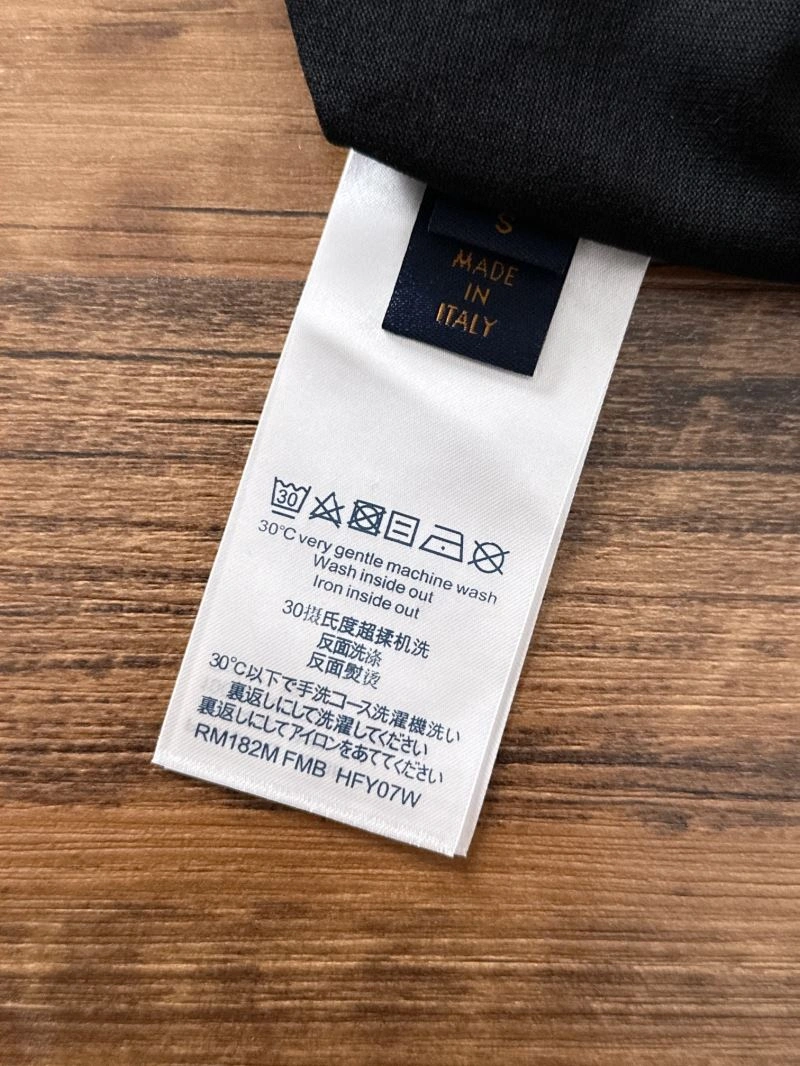 S
MADE
IN
ITALY
30
30°C very gentle machine wash
Wash inside out
Iron inside out
30摄氏度超揉机洗
反面洗涤
反面熨烫
30℃以下で手洗コース洗濯機洗い
裏返しにして洗濯してください
裏返しにしてアイロンをあててください
RM182M FMB HFY07W